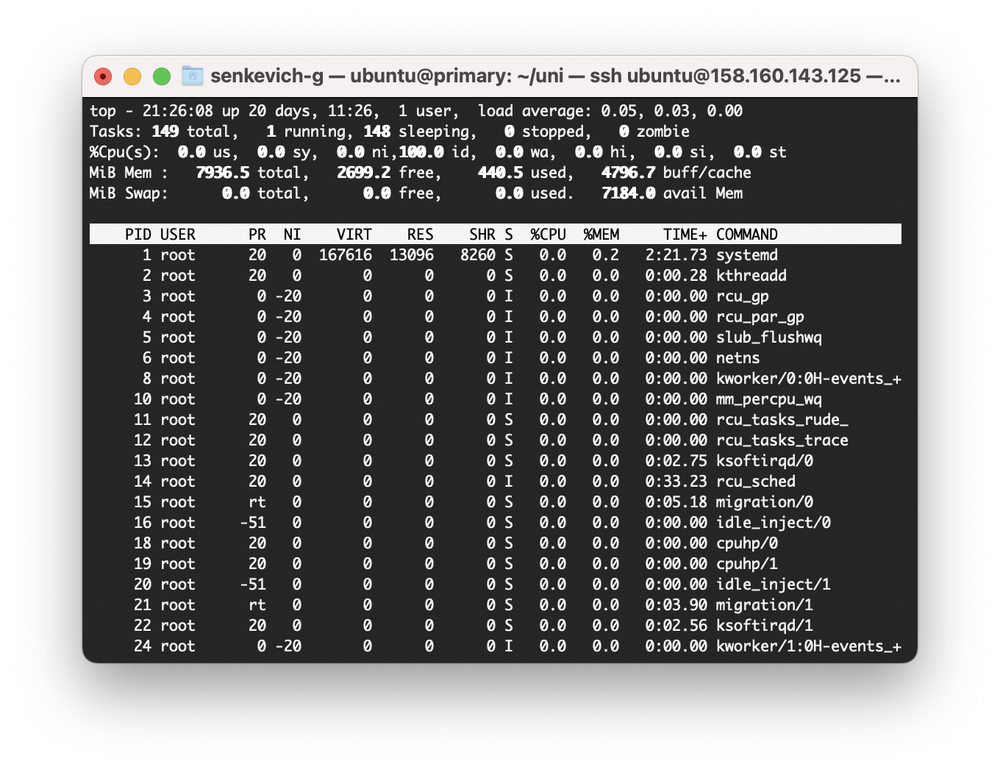 senkevich-g — ubuntu@primary: ~/uni — ssh ubuntu@158.160.143.125 —...
top - 21:26:08 up 20 days, 11:26,  1 user,  load average: 0.05, 0.03, 0.00
Tasks: 149 total,   1 running, 148 sleeping,   0 stopped,   0 zombie
%Cpu(s):  0.0 us,  0.0 sy,  0.0 ni,100.0 id,  0.0 wa,  0.0 hi,  0.0 si,  0.0 st
MiB Mem :   7936.5 total,   2699.2 free,    440.5 used,   4796.7 buff/cache
MiB Swap:      0.0 total,      0.0 free,      0.0 used.   7184.0 avail Mem
PID USER      PR  NI    VIRT    RES    SHR S  %CPU  %MEM     TIME+ COMMAND
1 root      20   0  167616  13096   8260 S   0.0   0.2   2:21.73 systemd
2 root      20   0       0      0      0 S   0.0   0.0   0:00.28 kthreadd
3 root       0 -20       0      0      0 I   0.0   0.0   0:00.00 rcu_gp
4 root       0 -20       0      0      0 I   0.0   0.0   0:00.00 rcu_par_gp
5 root       0 -20       0      0      0 I   0.0   0.0   0:00.00 slub_flushwq
6 root       0 -20       0      0      0 I   0.0   0.0   0:00.00 netns
8 root       0 -20       0      0      0 I   0.0   0.0   0:00.00 kworker/0:0H-events_+
10 root       0 -20       0      0      0 I   0.0   0.0   0:00.00 mm_percpu_wq
11 root      20   0       0      0      0 S   0.0   0.0   0:00.00 rcu_tasks_rude_
12 root      20   0       0      0      0 S   0.0   0.0   0:00.00 rcu_tasks_trace
13 root      20   0       0      0      0 S   0.0   0.0   0:02.75 ksoftirqd/0
14 root      20   0       0      0      0 I   0.0   0.0   0:33.23 rcu_sched
15 root      rt   0       0      0      0 S   0.0   0.0   0:05.18 migration/0
16 root     -51   0       0      0      0 S   0.0   0.0   0:00.00 idle_inject/0
18 root      20   0       0      0      0 S   0.0   0.0   0:00.00 cpuhp/0
19 root      20   0       0      0      0 S   0.0   0.0   0:00.00 cpuhp/1
20 root     -51   0       0      0      0 S   0.0   0.0   0:00.00 idle_inject/1
21 root      rt   0       0      0      0 S   0.0   0.0   0:03.90 migration/1
22 root      20   0       0      0      0 S   0.0   0.0   0:02.56 ksoftirqd/1
24 root       0 -20       0      0      0 I   0.0   0.0   0:00.00 kworker/1:0H-events_+